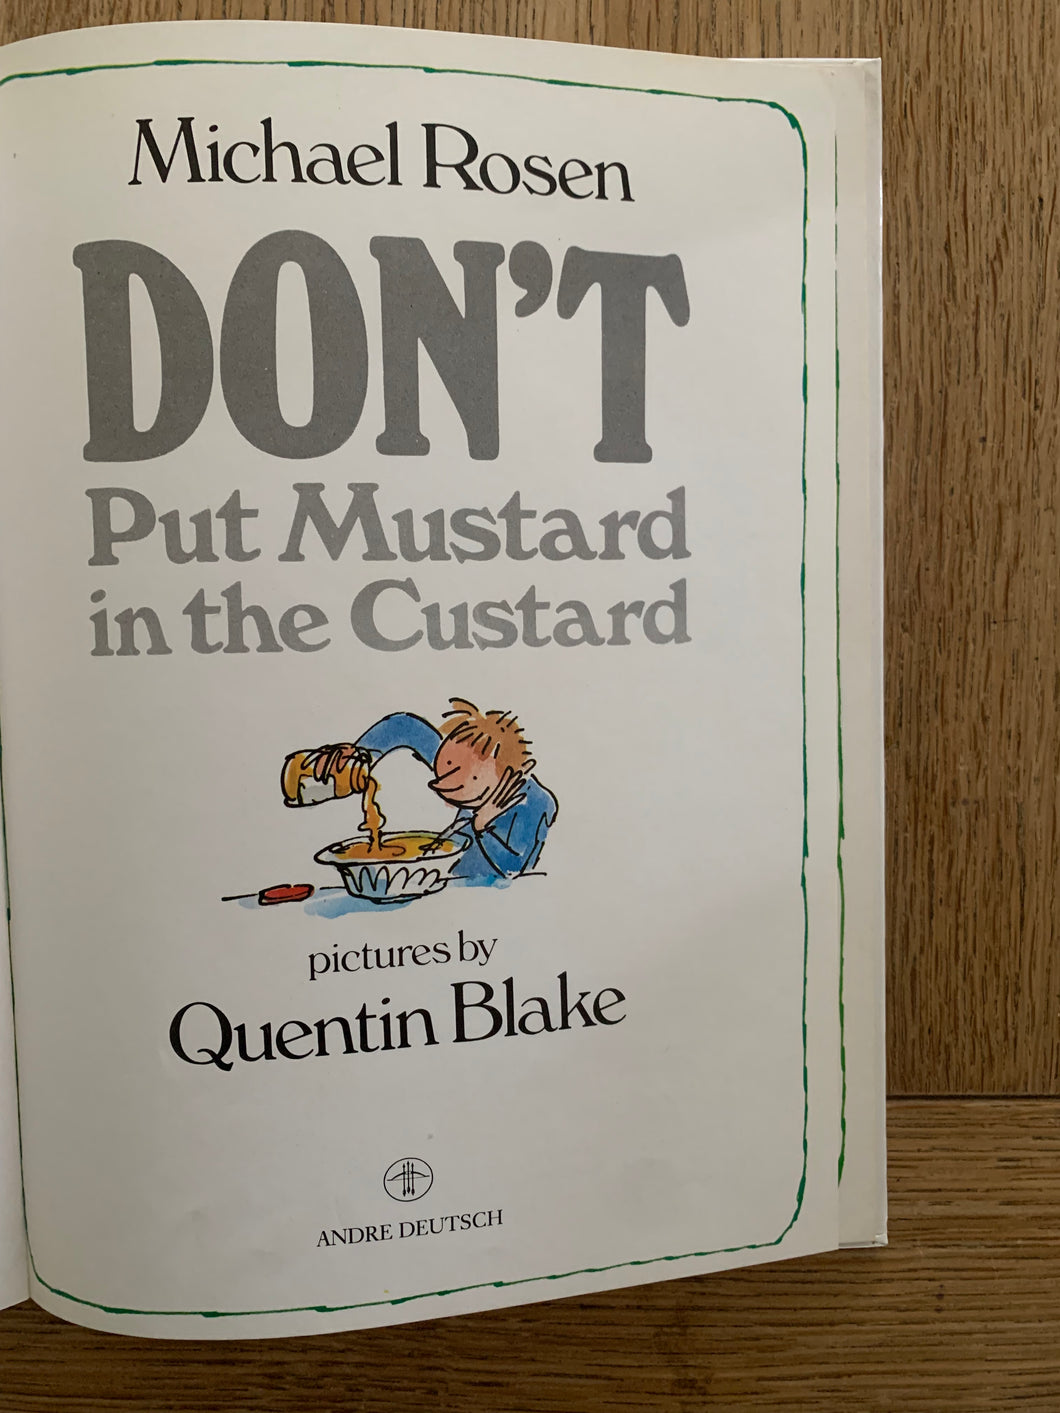 Michael Rosen
DON'T
Put Mustard
in the Custard
pictures by
Quentin Blake
ANDRE DEUTSCH